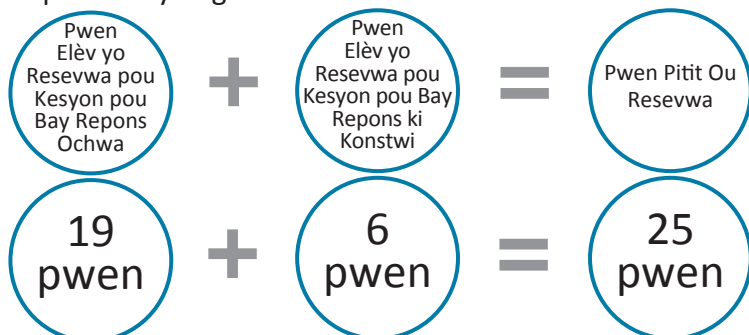 Pwen
Elèv yo
Resevwa pou
Kesyon pou
Bay Repons
Ochwa
+
Pwen
Elèv yo
Resevwa pou
Kesyon pou Bay
Repons ki
Konstwi
=
Pwen Pitit Ou
Resevwa
19
pwen
+
6
pwen
=
25
pwen